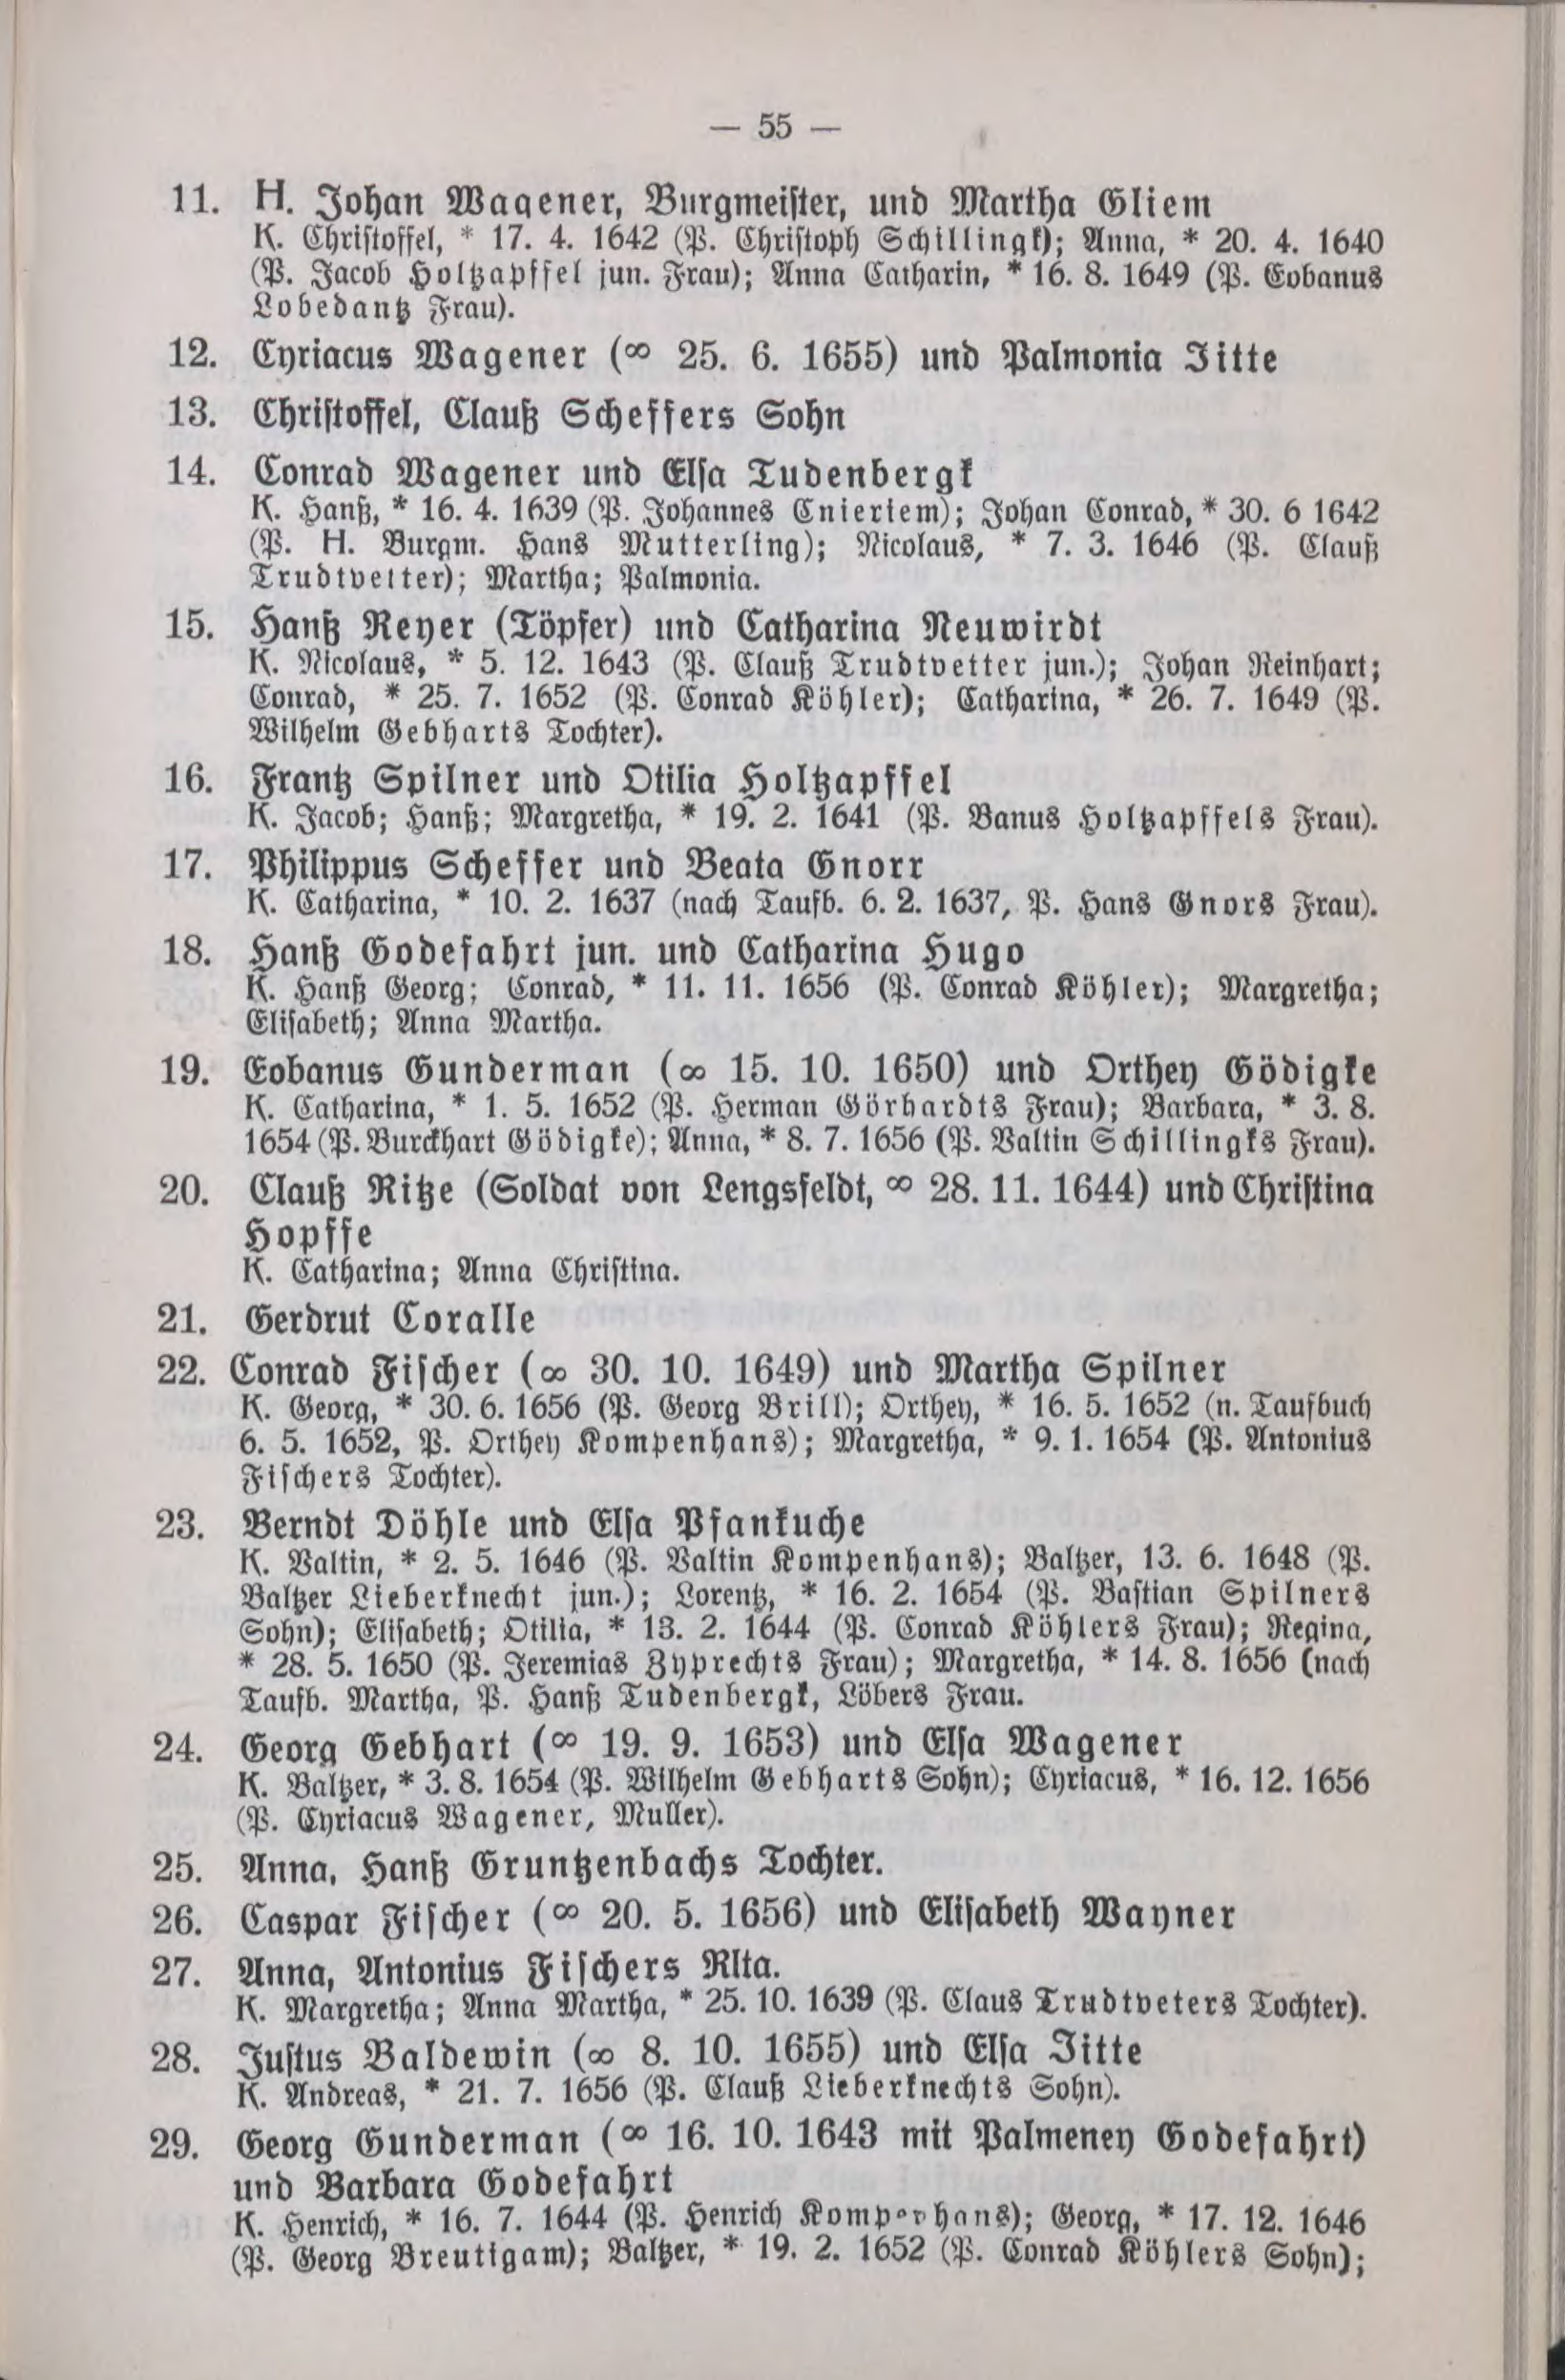 — 55 —
11. H. Johan Wagener, Burgmeister, und Martha Gliem
K. Christoffel, * 17. 4. 1642 (P. Christoph Schillingk); Anna, * 20. 4. 1640
(P. Jacob Holtzapffel jun. Frau); Anna Catharin, * 16. 8. 1649 (P. Eobanus
Lobedantz Frau).
12. Cyriacus Wagener (∞ 25. 6. 1655) und Palmonia Jitte
13. Christoffel, Clauß Scheffers Sohn
14. Conrad Wagener und Elsa Tudenbergk
K. Hanß, * 16. 4. 1639 (P. Johannes Cnieriem); Johan Conrad, * 30. 6 1642
(P. H. Burgm. Hans Mutterling); Nicolaus, * 7. 3. 1646 (P. Clauß
Trudtvetter); Martha; Palmonia.
15. Hanß Reyer (Töpfer) und Catharina Neuwirdt
K. Nicolaus, * 5. 12. 1643 (P. Clauß Trudtvetter jun.); Johan Reinhart;
Conrad, * 25. 7. 1652 (P. Conrad Köhler); Catharina, * 26. 7. 1649 (P.
Wilhelm Gebharts Tochter).
16. Frantz Spilner und Otilia Holtzapffel
K. Jacob; Hanß; Margretha, * 19. 2. 1641 (P. Banus Holtzapffels Frau).
17. Philippus Scheffer und Beata Gnorr
K. Catharina, * 10. 2. 1637 (nach Taufb. 6. 2. 1637, P. Hans Gnors Frau).
18. Hanß Godefahrt jun. und Catharina Hugo
K. Hanß Georg; Conrad, * 11. 11. 1656 (P. Conrad Köhler); Margretha;
Elisabeth; Anna Martha.
19. Eobanus Gunderman (∞ 15. 10. 1650) und Orthey Gödigke
K. Catharina, * 1. 5. 1652 (P. Herman Görhardts Frau); Barbara, * 3. 8.
1654 (P. Burckhart Gödigke); Anna, * 8. 7. 1656 (P. Valtin Schillingks Frau).
20. Clauß Ritze (Soldat von Lengsfeldt, ∞ 28. 11. 1644) und Christina
Hopffe
K. Catharina; Anna Christina.
21. Gerdrut Coralle
22. Conrad Fischer (∞ 30. 10. 1649) und Martha Spilner
K. Georg, * 30. 6. 1656 (P. Georg Brill); Orthey, * 16. 5. 1652 (n. Taufbuch
6. 5. 1652, P. Orthey Kompenhans); Margretha, * 9. 1. 1654 (P. Antonius
Fischers Tochter).
23. Berndt Döhle und Elsa Pfankuche
K. Valtin, * 2. 5. 1646 (P. Valtin Kompenhans); Baltzer, 13. 6. 1648 (P.
Baltzer Lieberknecht jun.); Lorentz, * 16. 2. 1654 (P. Bastian Spilners
Sohn); Elisabeth; Otilia, * 13. 2. 1644 (P. Conrad Köhlers Frau); Regina,
* 28. 5. 1650 (P. Jeremias Zyprechts Frau); Margretha, * 14. 8. 1656 (nach
Taufb. Martha, P. Hanß Tudenbergk, Löbers Frau.
24. Georg Gebhart (∞ 19. 9. 1653) und Elsa Wagener
K. Baltzer, * 3. 8. 1654 (P. Wilhelm Gebharts Sohn); Cyriacus, * 16. 12. 1656
(P. Cyriacus Wagener, Muller).
25. Anna, Hanß Gruntzenbachs Tochter.
26. Caspar Fischer (∞ 20. 5. 1656) und Elisabeth Wayner
27. Anna, Antonius Fischers Rlta.
K. Margretha; Anna Martha, * 25. 10. 1639 (P. Claus Trudtveters Tochter).
28. Justus Baldewin (∞ 8. 10. 1655) und Elsa Jitte
K. Andreas, * 21. 7. 1656 (P. Clauß Lieberknechts Sohn).
29. Georg Gunderman (∞ 16. 10. 1643 mit Palmeney Godefahrt)
und Barbara Godefahrt
K. Henrich, * 16. 7. 1644 (P. Henrich Kompenhans); Georg, * 17. 12. 1646
(P. Georg Breutigam); Baltzer, * 19. 2. 1652 (P. Conrad Köhlers Sohn);